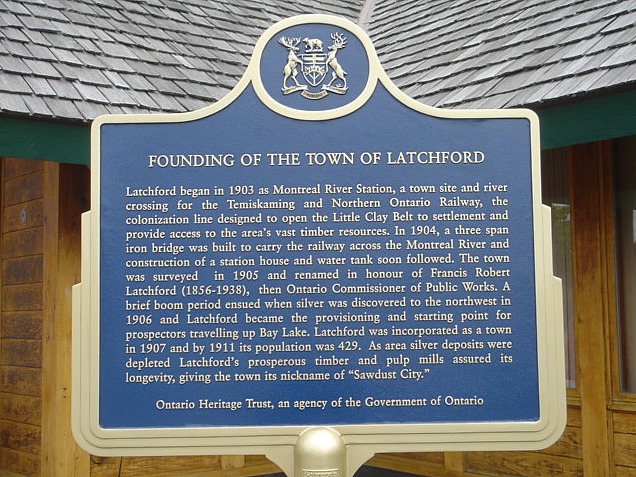 FOUNDING OF THE TOWN OF LATCHFORD
Latchford began in 1903 as Montreal River Station, a town site and river
crossing for the Temiskaming and Northern Ontario Railway, the
colonization line designed to open the Little Clay Belt to settlement and
provide access to the area's vast timber resources. In 1904, a three span
iron bridge was built to carry the railway across the Montreal River and
construction of a station house and water tank soon followed. The town
was surveyed in 1905 and renamed in honour of Francis Robert
Latchford (1856-1938), then Ontario Commissioner of Public Works. A
brief boom period ensued when silver was discovered to the northwest in
1906 and Latchford became the provisioning and starting point for
prospectors travelling up Bay Lake. Latchford was incorporated as a town
in 1907 and by 1911 its population was 429. As area silver deposits were
depleted Latchford's prosperous timber and pulp mills assured its
longevity, giving the town its nickname of "Sawdust City."
Ontario Heritage Trust, an agency of the Government of Ontario